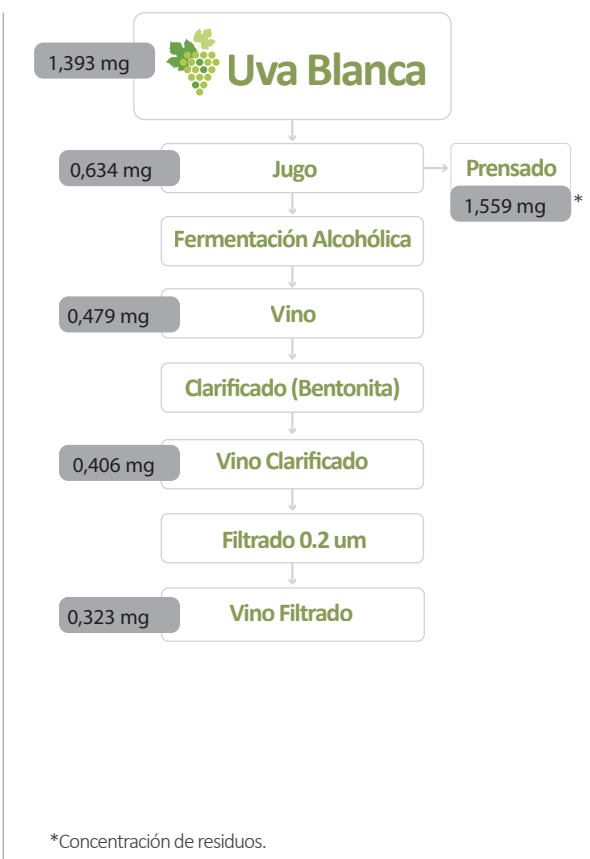 1,393 mg
Uva Blanca
0,634 mg
Jugo
Prensado
1,559 mg *
Fermentación Alcohólica
0,479 mg
Vino
Clarificado (Bentonita)
0,406 mg
Vino Clarificado
Filtrado 0.2 um
0,323 mg
Vino Filtrado
*Concentración de residuos.